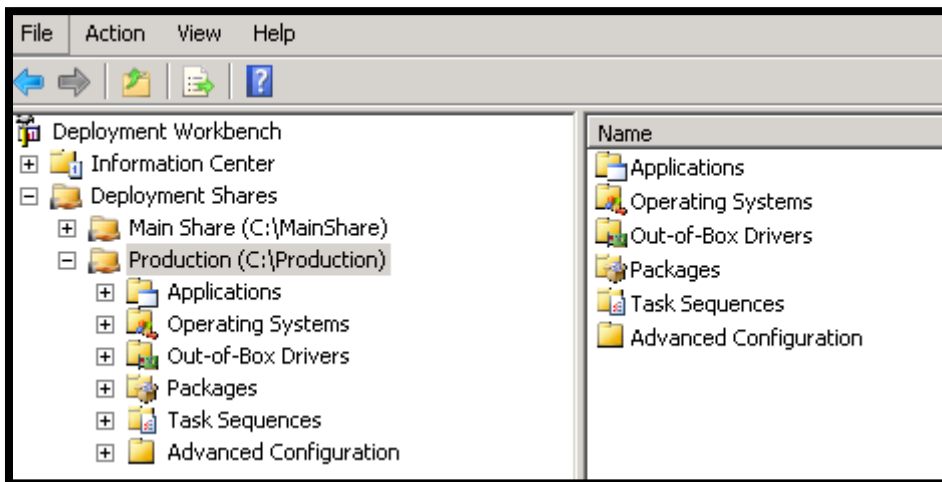 File Action View Help
Deployment Workbench
Information Center
Deployment Shares
Main Share (C:\MainShare)
Production (C:\Production)
Applications
Operating Systems
Out-of-Box Drivers
Packages
Task Sequences
Advanced Configuration
Name
Applications
Operating Systems
Out-of-Box Drivers
Packages
Task Sequences
Advanced Configuration